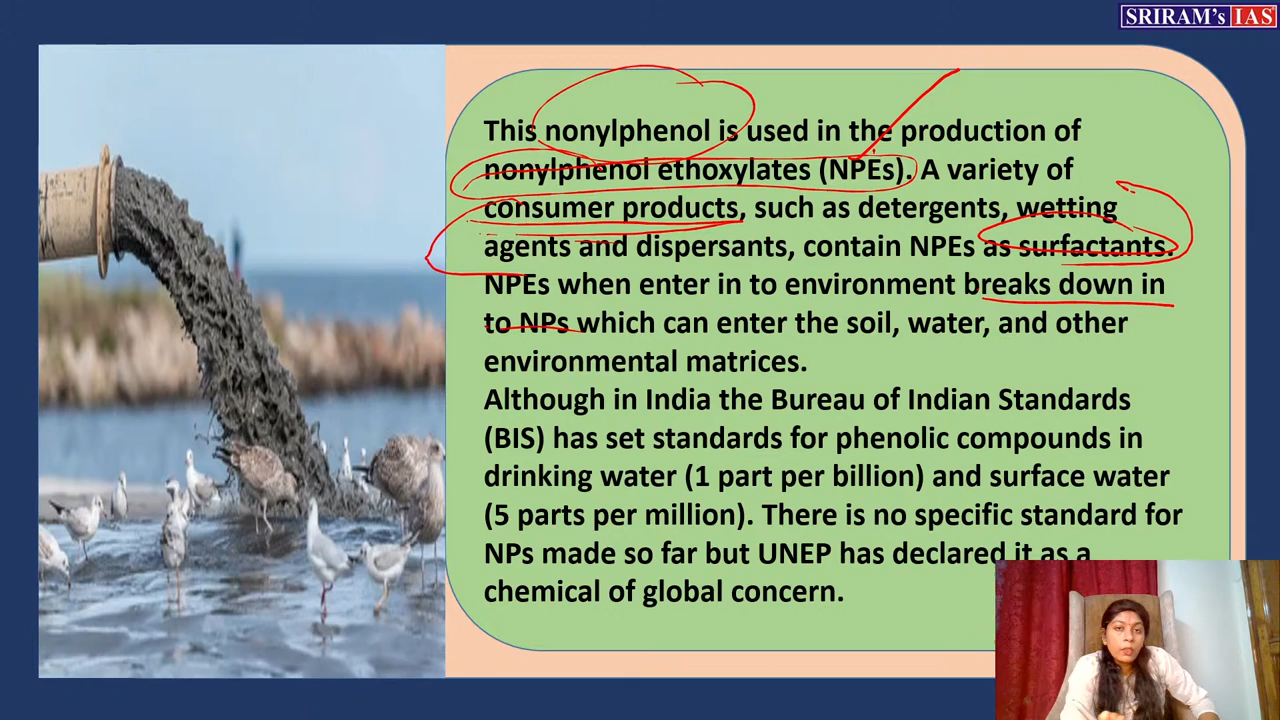 SRIRAM's IAS
This nonylphenol is used in the production of
nonylphenol ethoxylates (NPEs). A variety of
consumer products, such as detergents, wetting
agents and dispersants, contain NPEs as surfactants.
NPEs when enter in to environment breaks down in
to NPs which can enter the soil, water, and other
environmental matrices.
Although in India the Bureau of Indian Standards
(BIS) has set standards for phenolic compounds in
drinking water (1 part per billion) and surface water
(5 parts per million). There is no specific standard for
NPs made so far but UNEP has declared it as a
chemical of global concern.